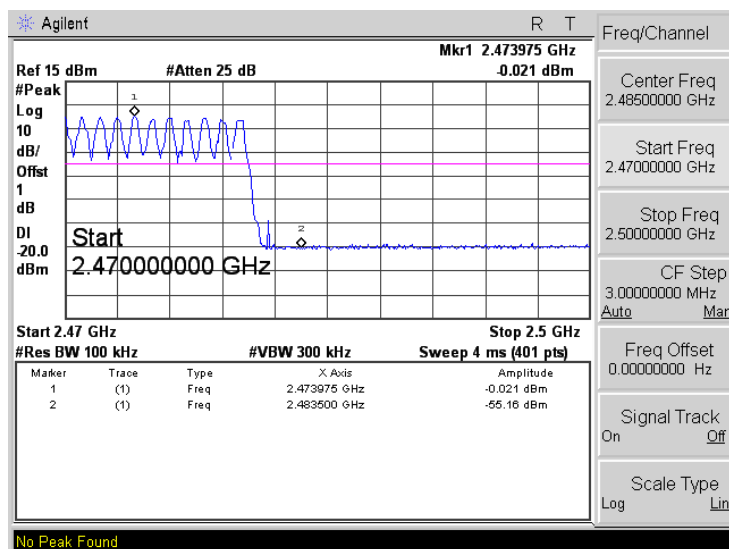 Agilent R T
Mkr1 2.473975 GHz
Ref 15 dBm #Atten 25 dB -0.021 dBm
#Peak
Log
10
dB/
Offst
1
dB
DI
-20.0
dBm
1
2
Start
2.470000000 GHz
Start 2.47 GHz Stop 2.5 GHz
#Res BW 100 kHz #VBW 300 kHz Sweep 4 ms (401 pts)
Marker Trace Type X Axis Amplitude
1 (1) Freq 2.473975 GHz -0.021 dBm
2 (1) Freq 2.483500 GHz -55.16 dBm
No Peak Found
Freq/Channel
Center Freq
2.48500000 GHz
Start Freq
2.47000000 GHz
Stop Freq
2.50000000 GHz
CF Step
3.00000000 MHz
Auto Man
Freq Offset
0.00000000 Hz
Signal Track
On Off
Scale Type
Log Lin